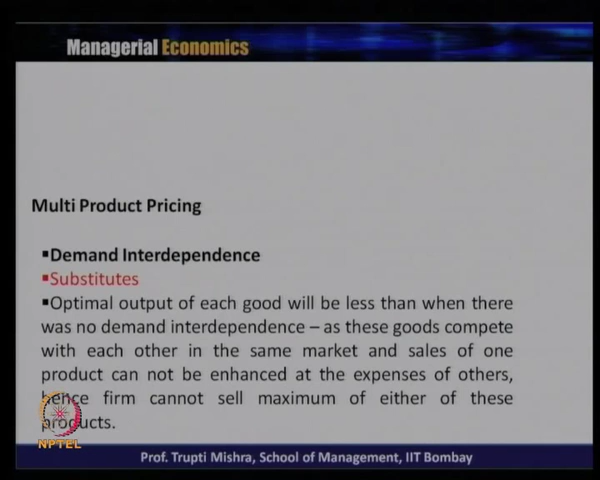 Managerial Economics
Multi Product Pricing
▪Demand Interdependence
▪Substitutes
▪Optimal output of each good will be less than when there
was no demand interdependence – as these goods compete
with each other in the same market and sales of one
product can not be enhanced at the expenses of others,
hence firm cannot sell maximum of either of these
products.
NPTEL
Prof. Trupti Mishra, School of Management, IIT Bombay